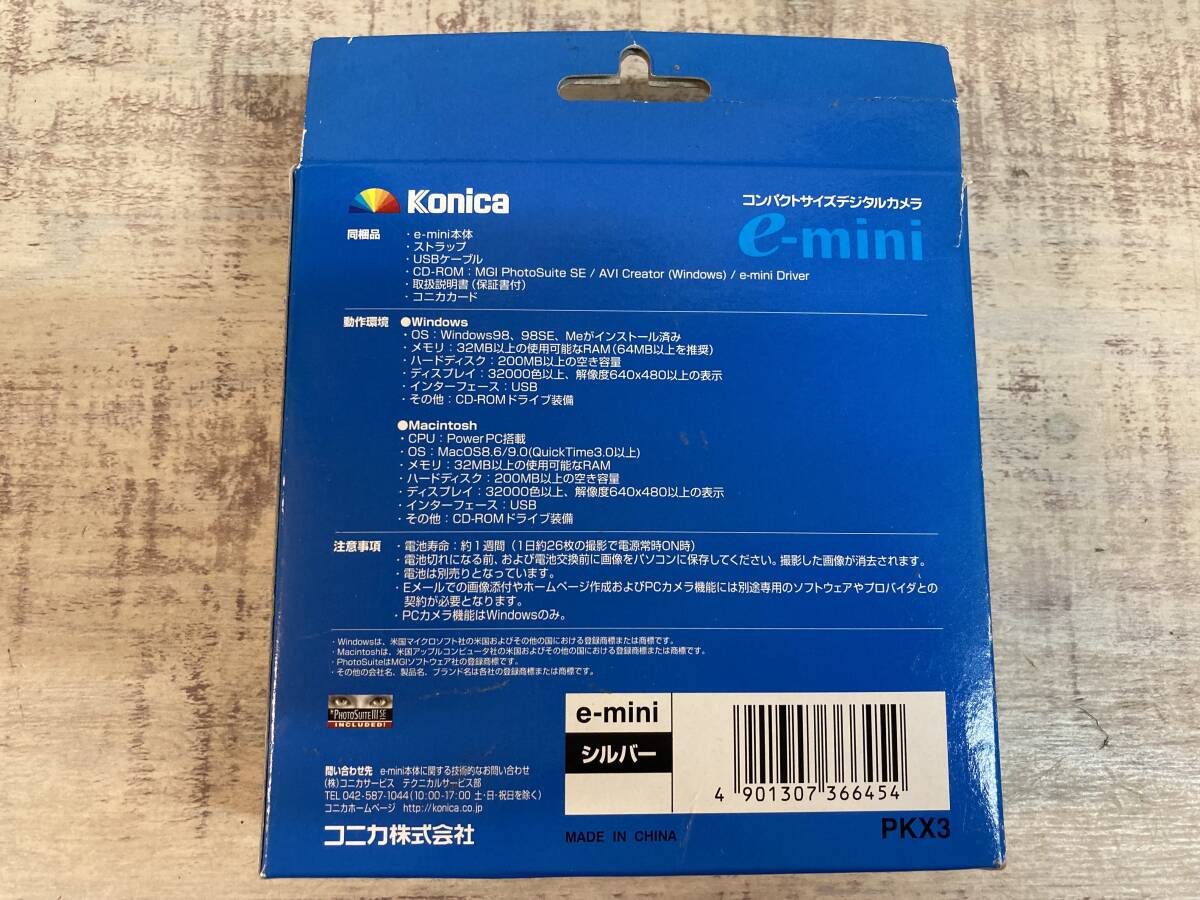 Konica
コンパクトサイズデジタルカメラ
e-mini
同梱品 ・e-mini本体
・ストラップ
・USBケーブル
・CD-ROM：MGI PhotoSuite SE / AVI Creator (Windows) / e-mini Driver
・取扱説明書（保証書付）
・コニカカード
動作環境 ●Windows
・OS：Windows98、98SE、Meがインストール済み
・メモリ：32MB以上の使用可能なRAM（64MB以上を推奨）
・ハードディスク：200MB以上の空き容量
・ディスプレイ：32000色以上、解像度640x480以上の表示
・インターフェース：USB
・その他：CD-ROMドライブ装備
●Macintosh
・CPU：PowerPC搭載
・OS：MacOS8.6/9.0(QuickTime3.0以上)
・メモリ：32MB以上の使用可能なRAM
・ハードディスク：200MB以上の空き容量
・ディスプレイ：32000色以上、解像度640x480以上の表示
・インターフェース：USB
・その他：CD-ROMドライブ装備
注意事項 ・電池寿命：約1週間（1日約26枚の撮影で電源常時ON時）
・電池切れになる前、および電池交換前に画像をパソコンに保存してください。撮影した画像が消去されます。
・電池は別売りとなっています。
・Eメールでの画像添付やホームページ作成およびPCカメラ機能には別途専用のソフトウェアやプロバイダとの
契約が必要となります。
・PCカメラ機能はWindowsのみ。
・Windowsは、米国マイクロソフト社の米国およびその他の国における登録商標または商標です。
・Macintoshは、米国アップルコンピュータ社の米国およびその他の国における登録商標または商標です。
・PhotoSuiteはMGIソフトウェア社の登録商標です。
・その他の会社名、製品名、ブランド名は各社の登録商標または商標です。
"PHOTOSUITE III SE
INCLUDED!
e-mini
シルバー
4 901307 366454
問い合わせ先 e-mini本体に関する技術的なお問い合わせ
(株)コニカサービス テクニカルサービス部
TEL 042-587-1044(10:00-17:00 土・日・祝日を除く)
コニカホームページ http://konica.co.jp
コニカ株式会社
MADE IN CHINA
PKX3